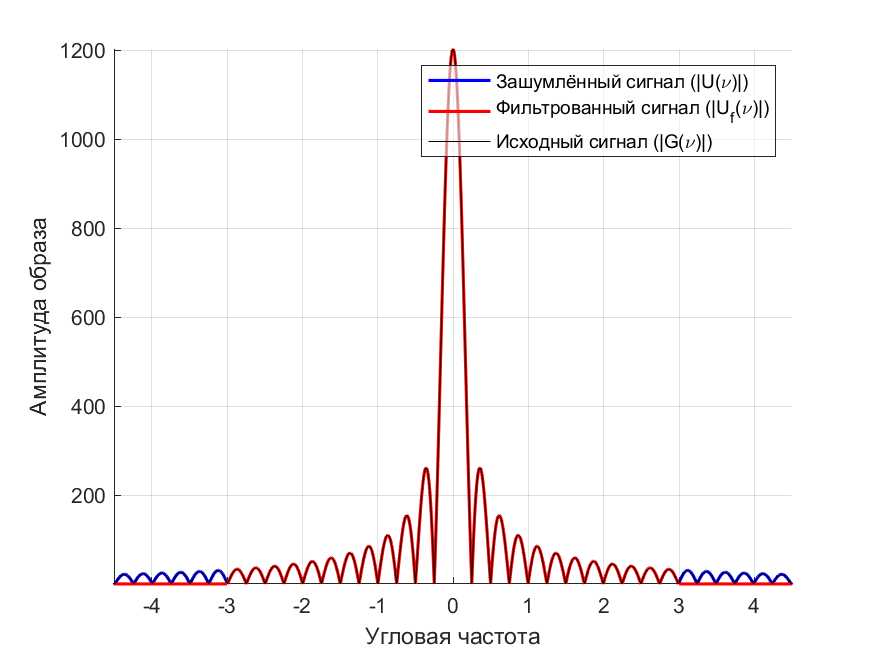 1200
1000
800
600
400
200
Амплитуда образа
Зашумлённый сигнал (|U(ν)|)
Фильтрованный сигнал (|U_f(ν)|)
Исходный сигнал (|G(ν)|)
-4 -3 -2 -1 0 1 2 3 4
Угловая частота